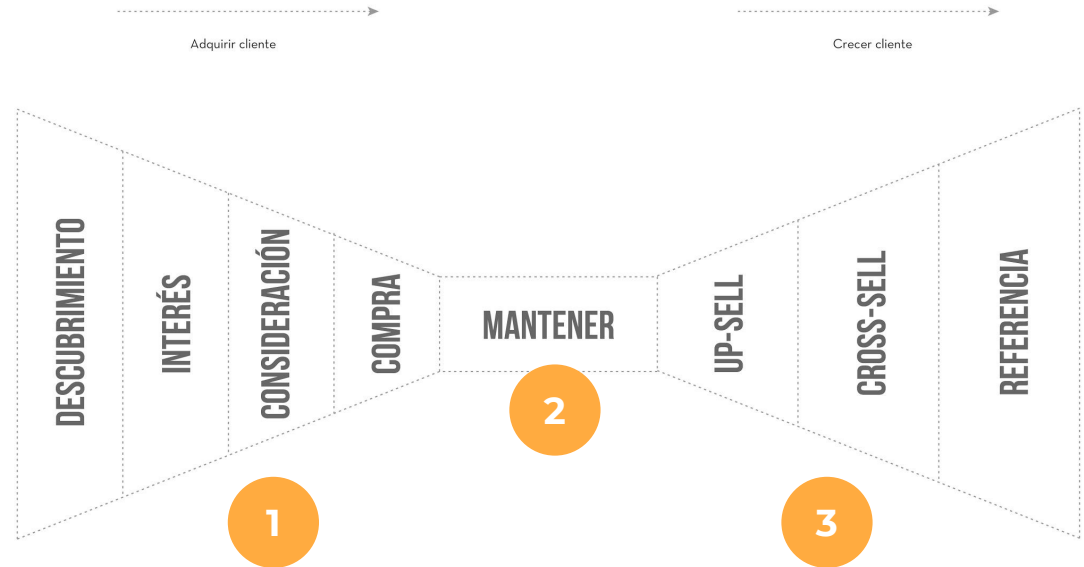 Adquirir cliente
Crecer cliente
DESCUBRIMIENTO
INTERÉS
CONSIDERACIÓN
COMPRA
MANTENER
UP-SELL
CROSS-SELL
REFERENCIA
1
2
3